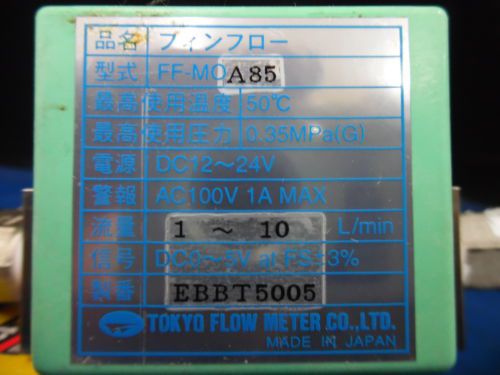 品名 フィンフロー
型式 FF-MO A85
最高使用温度 50℃
最高使用圧力 0.35MPa(G)
電源 DC12～24V
警報 AC100V 1A MAX
流量 1 ～ 10 L/min
信号 DC0～5V at FS±3%
製番 EBBT5005
TOKYO FLOW METER CO.,LTD.
MADE IN JAPAN